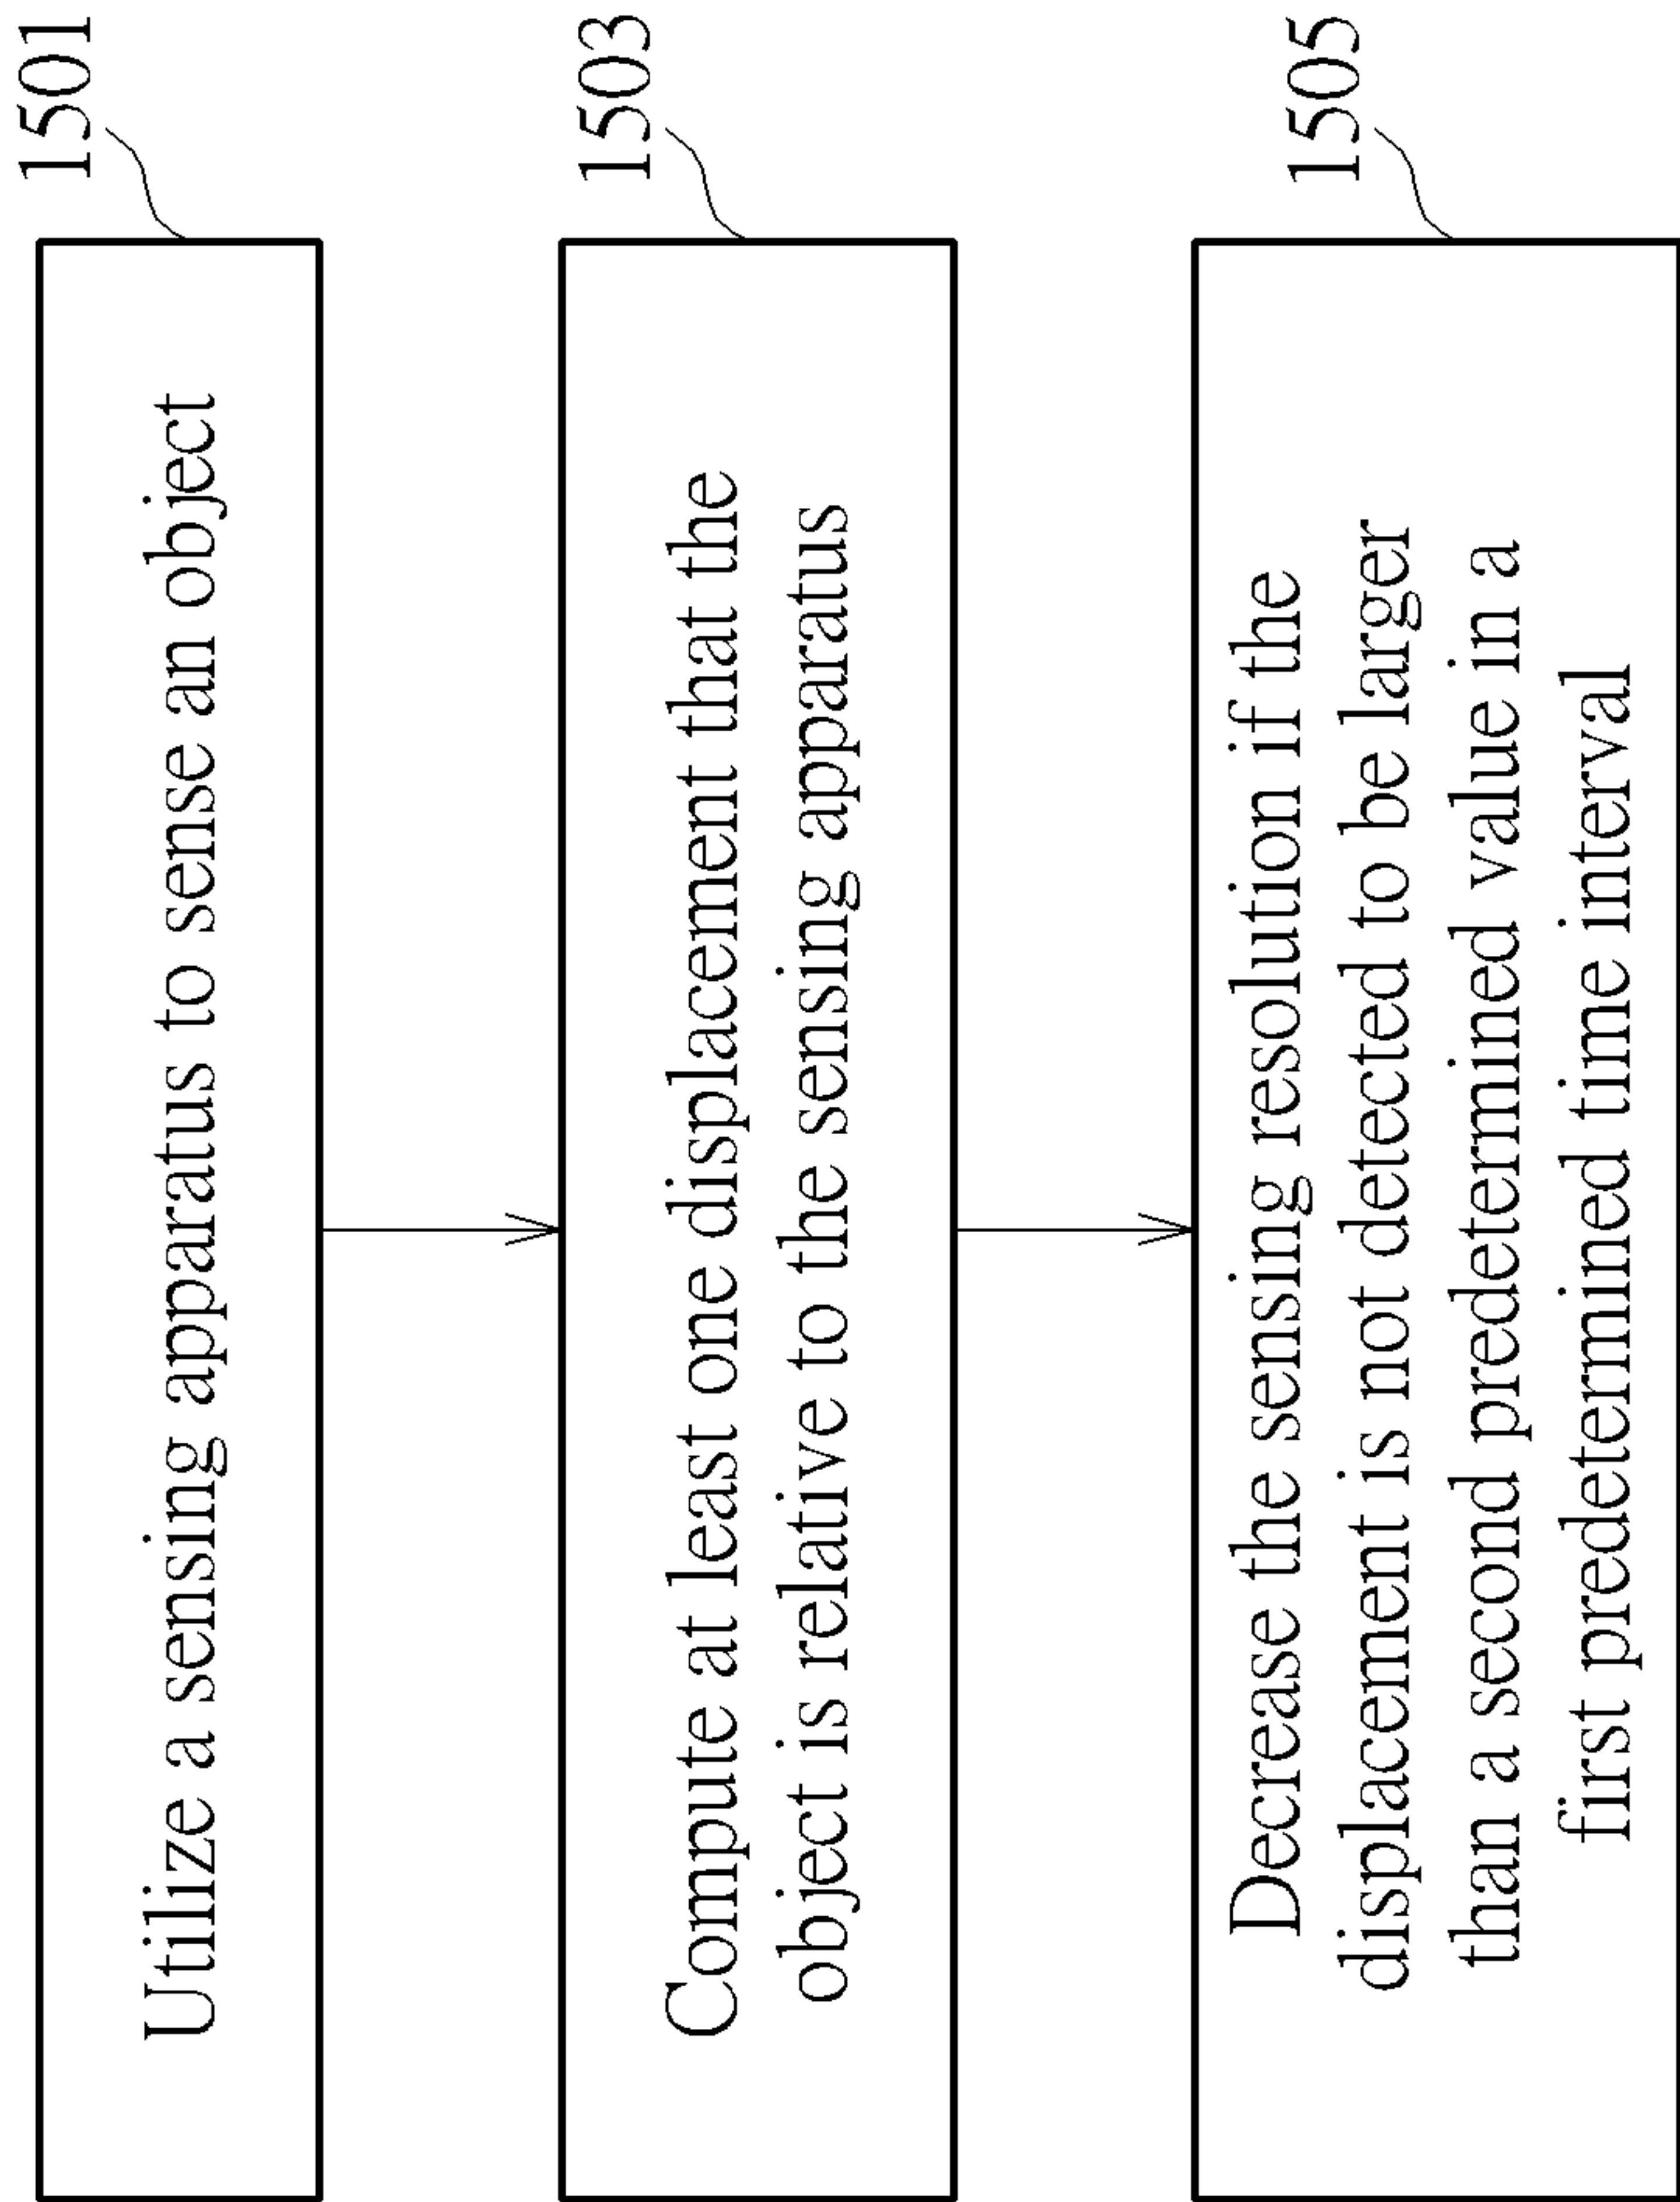 1501
Utilize a sensing apparatus to sense an object
1503
Compute at least one displacement that the
object is relative to the sensing apparatus
1505
Decrease the sensing resolution if the
displacement is not detected to be larger
than a second predetermined value in a
first predetermined time interval